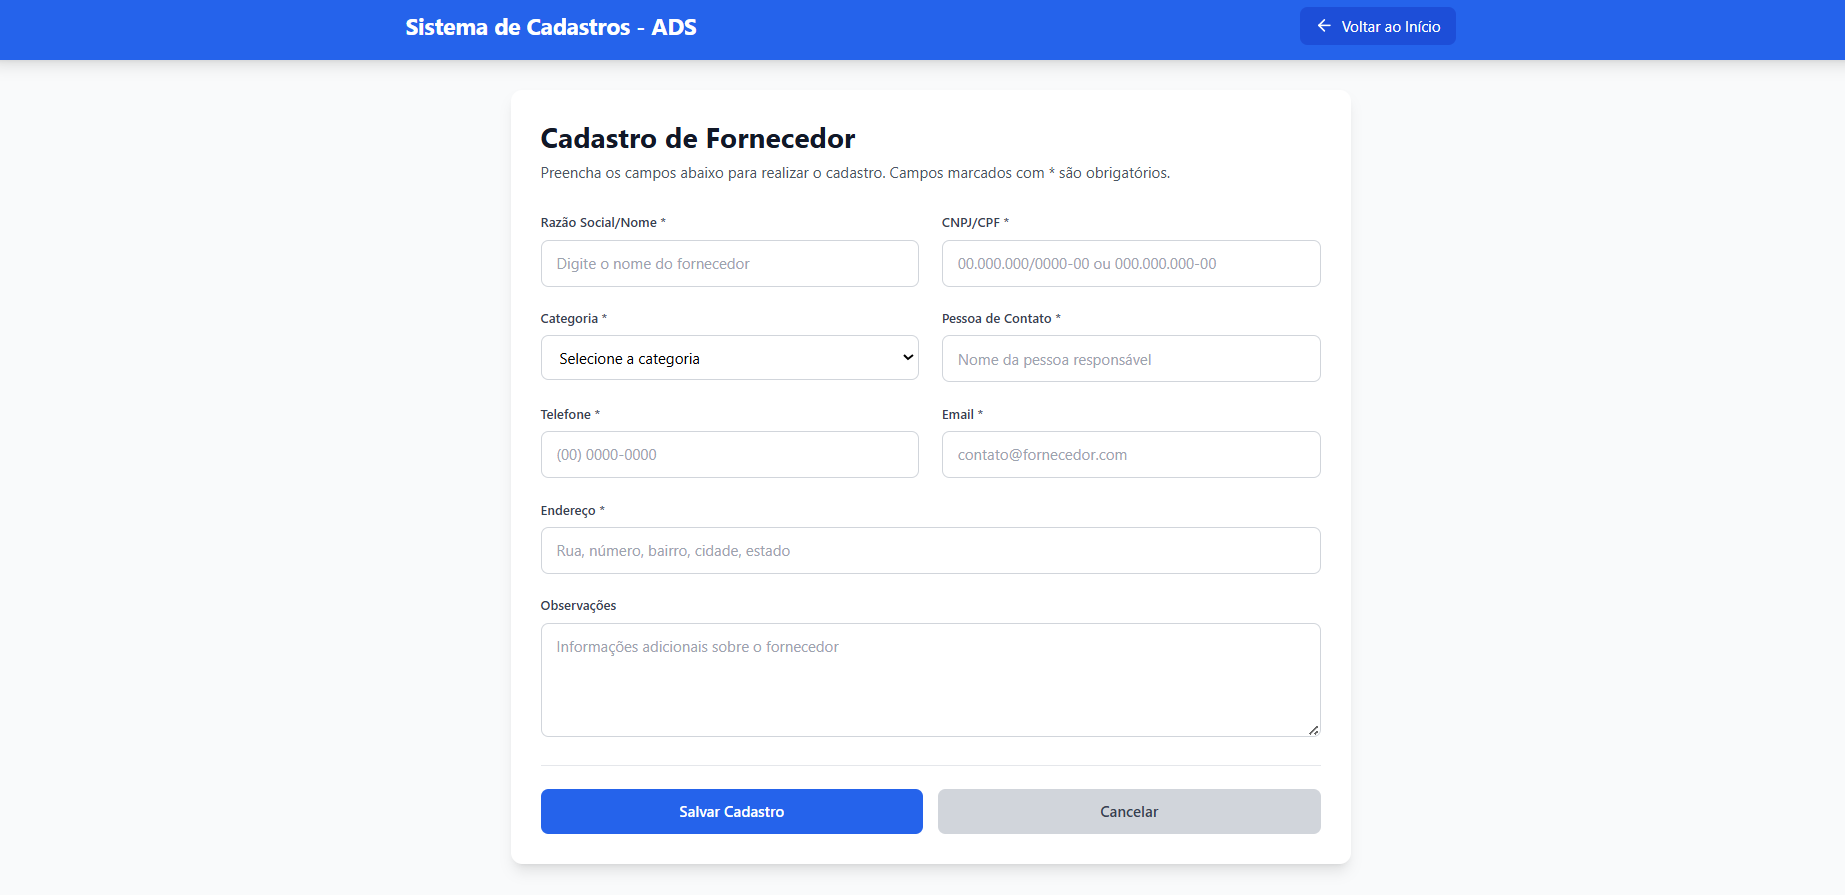 Sistema de Cadastros - ADS
Voltar ao Início
Cadastro de Fornecedor
Preencha os campos abaixo para realizar o cadastro. Campos marcados com * são obrigatórios.
Razão Social/Nome *
CNPJ/CPF *
Digite o nome do fornecedor
00.000.000/0000-00 ou 000.000.000-00
Categoria *
Pessoa de Contato *
Selecione a categoria
Nome da pessoa responsável
Telefone *
Email *
(00) 0000-0000
contato@fornecedor.com
Endereço *
Rua, número, bairro, cidade, estado
Observações
Informações adicionais sobre o fornecedor
Salvar Cadastro
Cancelar